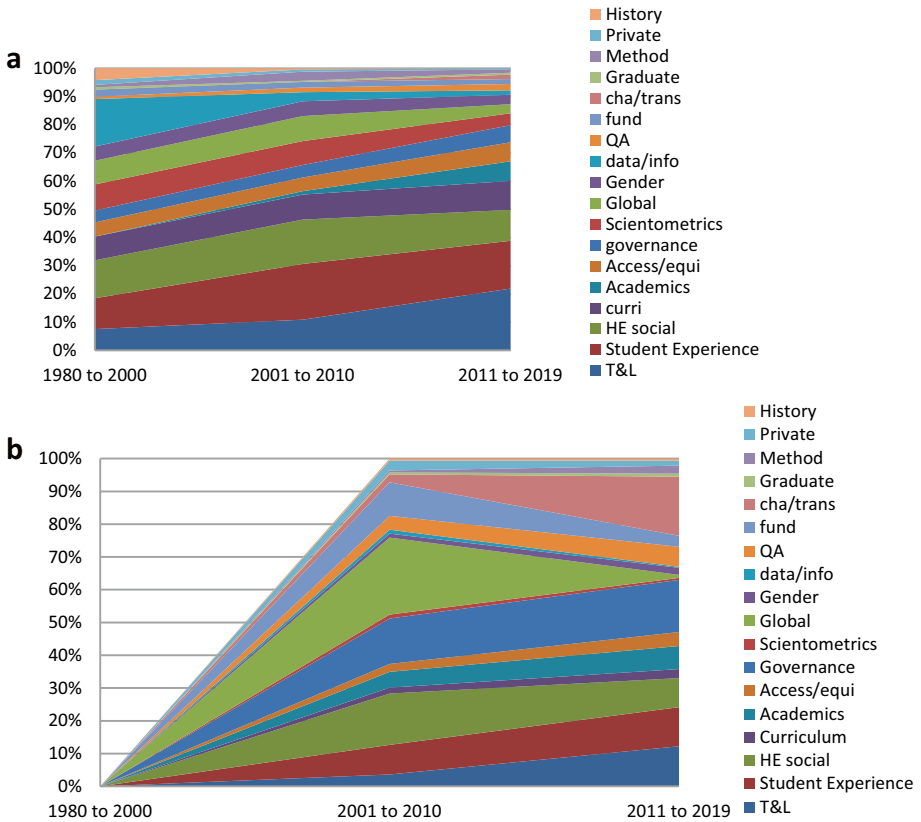 a
100%
90%
80%
70%
60%
50%
40%
30%
20%
10%
0%
1980 to 2000
2001 to 2010
2011 to 2019
History
Private
Method
Graduate
cha/trans
fund
QA
data/info
Gender
Global
Scientometrics
governance
Access/equi
Academics
curri
HE social
Student Experience
T&L
b
100%
90%
80%
70%
60%
50%
40%
30%
20%
10%
0%
1980 to 2000
2001 to 2010
2011 to 2019
History
Private
Method
Graduate
cha/trans
fund
QA
data/info
Gender
Global
Scientometrics
Governance
Access/equi
Academics
Curriculum
HE social
Student Experience
T&L